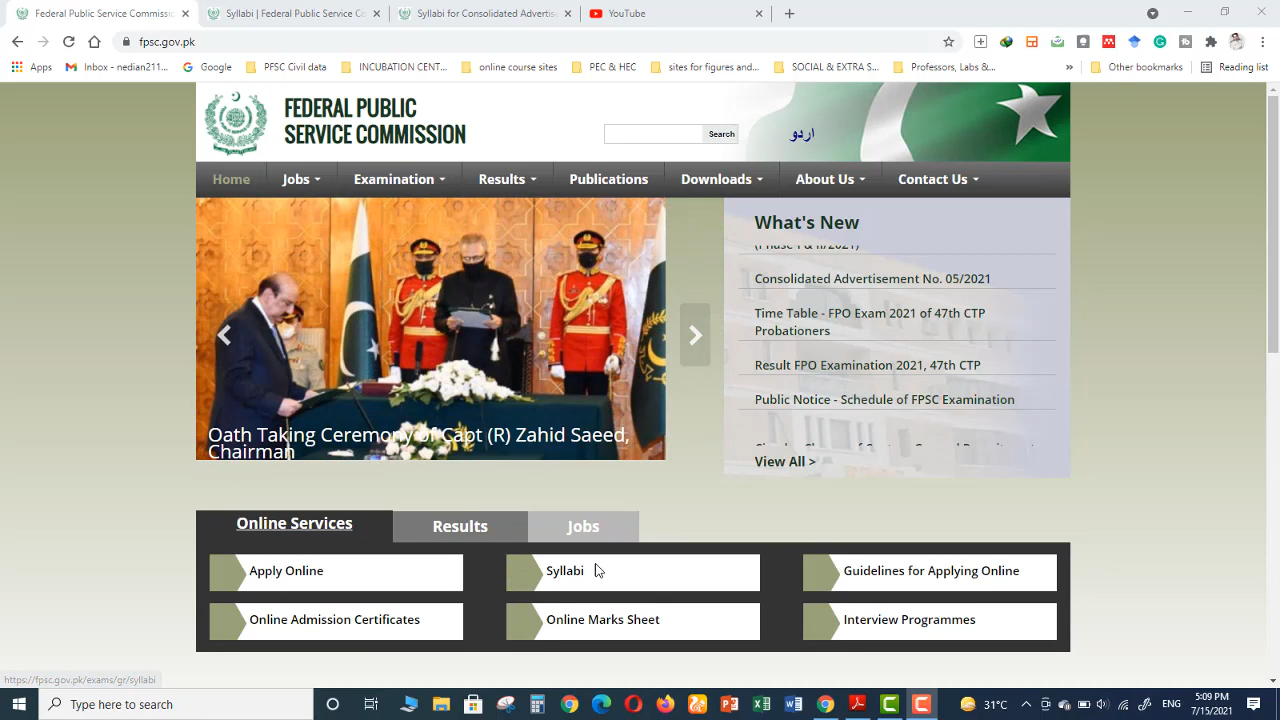 Federal Public Service Commission
Syllabi | Federal Public Service Co
Syllabi for Consolidated Advertise
YouTube
fpsc.gov.pk
Apps
Inbox - nedian211...
Google
PFSC Civil data
INCUBATION CENT...
online course sites
PEC & HEC
sites for figures and...
SOCIAL & EXTRA S...
Professors, Labs &...
»
Other bookmarks
Reading list
FEDERAL PUBLIC
SERVICE COMMISSION
Search
اردو
Home
Jobs
Examination
Results
Publications
Downloads
About Us
Contact Us
What's New
(Phase I & II/2021)
Consolidated Advertisement No. 05/2021
Time Table - FPO Exam 2021 of 47th CTP
Probationers
Result FPO Examination 2021, 47th CTP
Public Notice - Schedule of FPSC Examination
View All >
Oath Taking Ceremony of Capt (R) Zahid Saeed,
Chairman
Online Services
Results
Jobs
Apply Online
Syllabi
Guidelines for Applying Online
Online Admission Certificates
Online Marks Sheet
Interview Programmes
https://fpsc.gov.pk/exams/gr/syllabi
Type here to search
31°C
ENG
5:09 PM
7/15/2021